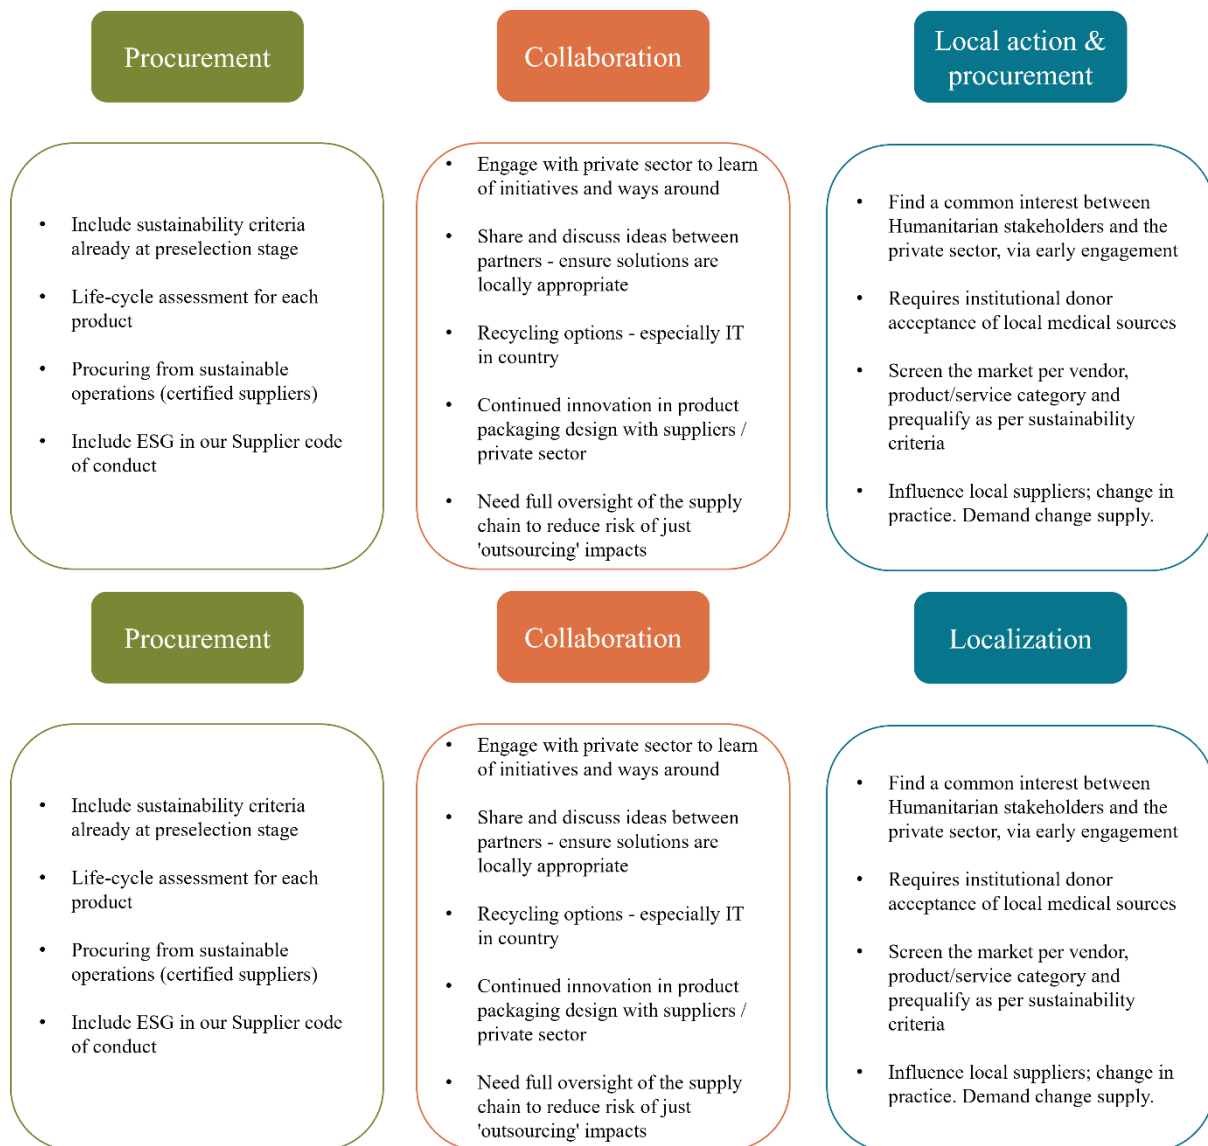 Procurement
Collaboration
Local action &
procurement
• Include sustainability criteria
already at preselection stage
• Life-cycle assessment for each
product
• Procuring from sustainable
operations (certified suppliers)
• Include ESG in our Supplier code
of conduct
• Engage with private sector to learn
of initiatives and ways around
• Share and discuss ideas between
partners - ensure solutions are
locally appropriate
• Recycling options - especially IT
in country
• Continued innovation in product
packaging design with suppliers /
private sector
• Need full oversight of the supply
chain to reduce risk of just
'outsourcing' impacts
• Find a common interest between
Humanitarian stakeholders and the
private sector, via early engagement
• Requires institutional donor
acceptance of local medical sources
• Screen the market per vendor,
product/service category and
prequalify as per sustainability
criteria
• Influence local suppliers; change in
practice. Demand change supply.
Procurement
Collaboration
Localization
• Include sustainability criteria
already at preselection stage
• Life-cycle assessment for each
product
• Procuring from sustainable
operations (certified suppliers)
• Include ESG in our Supplier code
of conduct
• Engage with private sector to learn
of initiatives and ways around
• Share and discuss ideas between
partners - ensure solutions are
locally appropriate
• Recycling options - especially IT
in country
• Continued innovation in product
packaging design with suppliers /
private sector
• Need full oversight of the supply
chain to reduce risk of just
'outsourcing' impacts
• Find a common interest between
Humanitarian stakeholders and the
private sector, via early engagement
• Requires institutional donor
acceptance of local medical sources
• Screen the market per vendor,
product/service category and
prequalify as per sustainability
criteria
• Influence local suppliers; change in
practice. Demand change supply.